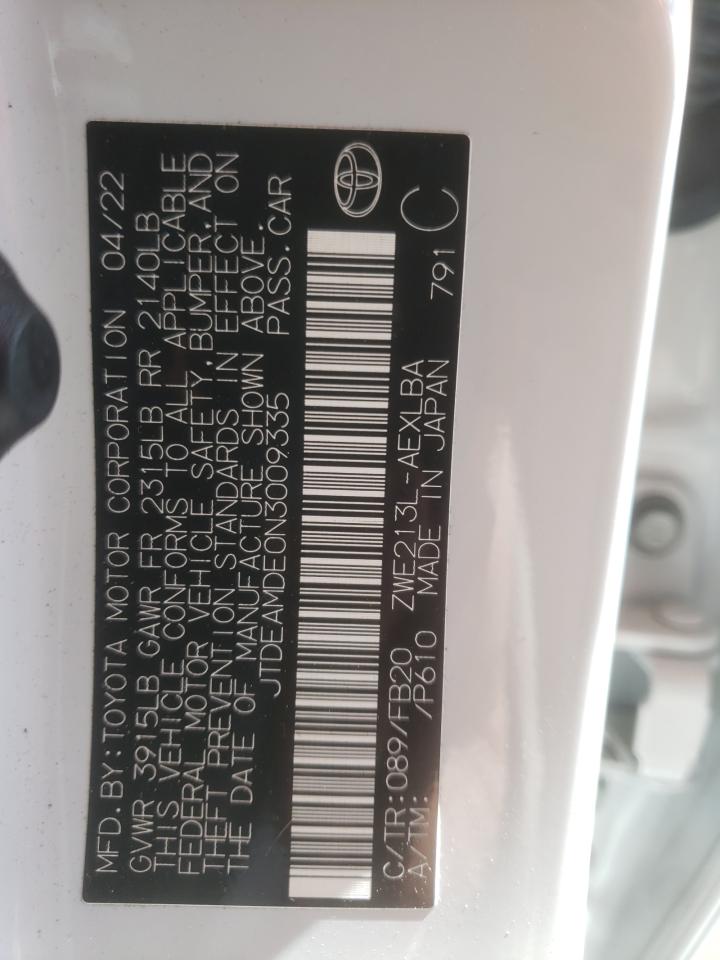 MFD.BY:TOYOTA MOTOR CORPORATION 04/22
GVWR 3915LB GAWR FR 2315LB RR 2140LB
THIS VEHICLE CONFORMS TO ALL APPLICABLE
FEDERAL MOTOR VEHICLE SAFETY,BUMPER,AND
THEFT PREVENTION STANDARDS IN EFFECT ON
THE DATE OF MANUFACTURE SHOWN ABOVE.
JTDEAMDE0N3009335 PASS.CAR
C/TR:089/FB20 ZWE213L-AEXLBA 791 C
A/TM: /P610 MADE IN JAPAN